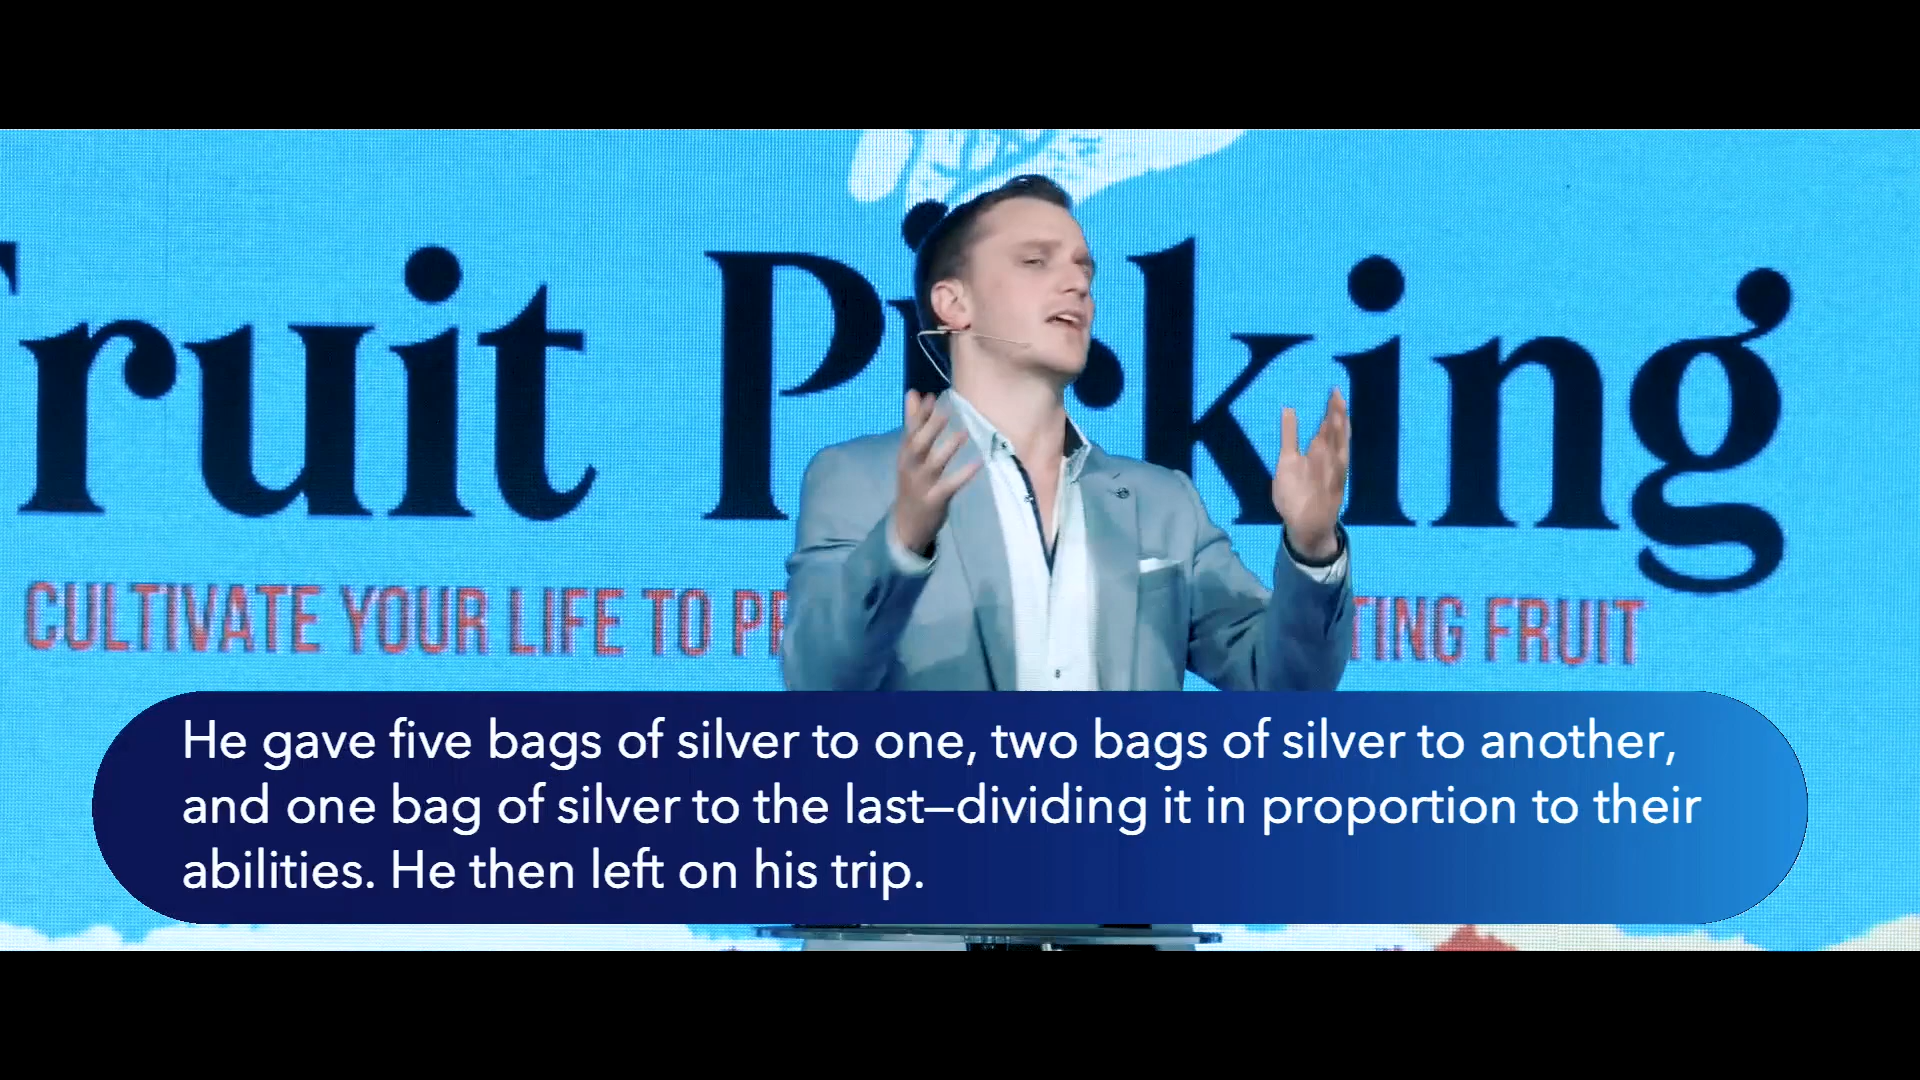 ruit P king
CULTIVATE YOUR LIFE TO PR TING FRUIT
He gave five bags of silver to one, two bags of silver to another,
and one bag of silver to the last—dividing it in proportion to their
abilities. He then left on his trip.